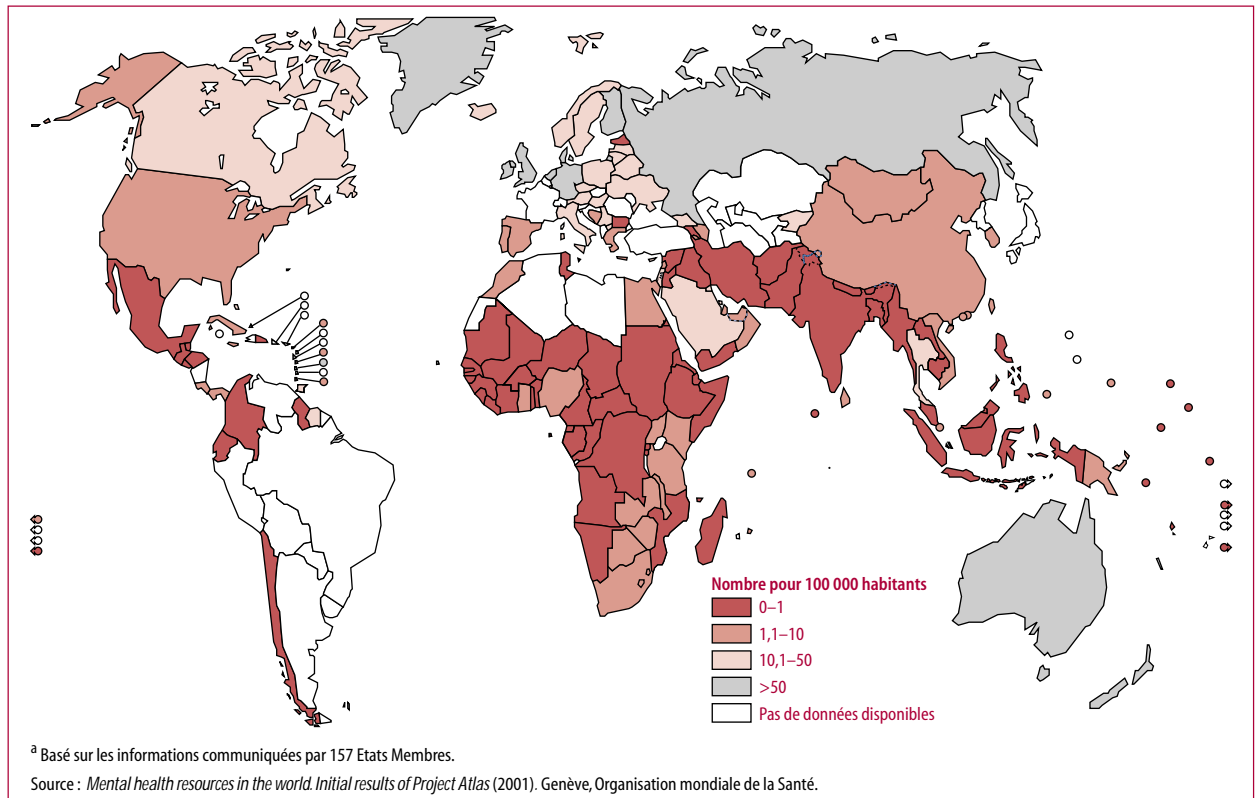 Nombre pour 100 000 habitants
0–1
1,1–10
10,1–50
>50
Pas de données disponibles
a Basé sur les informations communiquées par 157 Etats Membres.
Source : Mental health resources in the world. Initial results of Project Atlas (2001). Genève, Organisation mondiale de la Santé.